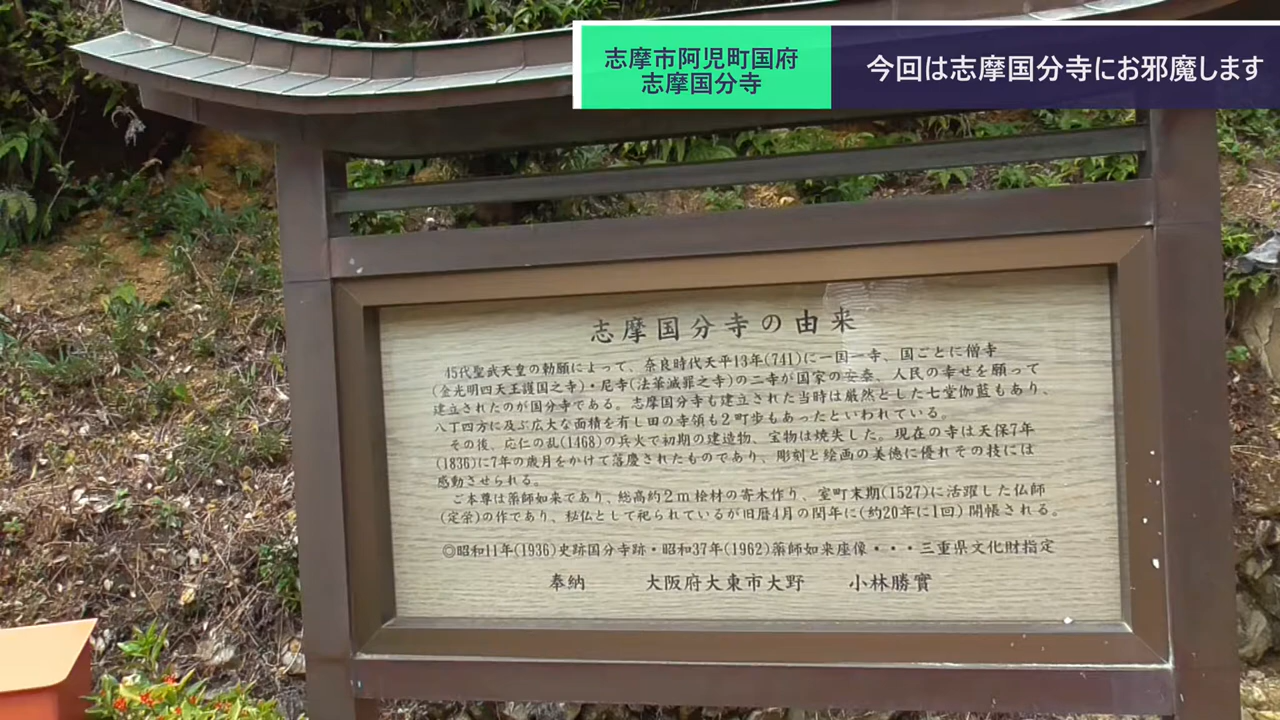 志摩市阿児町国府
志摩国分寺
今回は志摩国分寺にお邪魔します
志摩国分寺の由来
45代聖武天皇の勅願によって、奈良時代天平13年(741)に一国一寺、国ごとに僧寺
(金光明四天王護国之寺)・尼寺(法華滅罪之寺)の二寺が国家の安泰、人民の幸せを願って
建立されたのが国分寺である。志摩国分寺も建立された当時は厳然とした七堂伽藍もあり、
八丁四方に及ぶ広大な面積を有し田の寺領も2町歩もあったといわれている。
その後、応仁の乱(1468)の兵火で初期の建造物、宝物は焼失した。現在の寺は天保7年
(1836)に7年の歳月をかけて落慶されたものであり、彫刻と絵画の美徳に優れその技には
感動させられる。
ご本尊は薬師如来であり、総高約2m桧材の寄木作り、室町末期(1527)に活躍した仏師
(定栄)の作であり、秘仏として祀られているが旧暦4月の閏年に(約20年に1回)開帳される。
◎昭和11年(1936)史跡国分寺跡・昭和37年(1962)薬師如来座像・・・三重県文化財指定
奉納 大阪府大東市大野 小林勝實